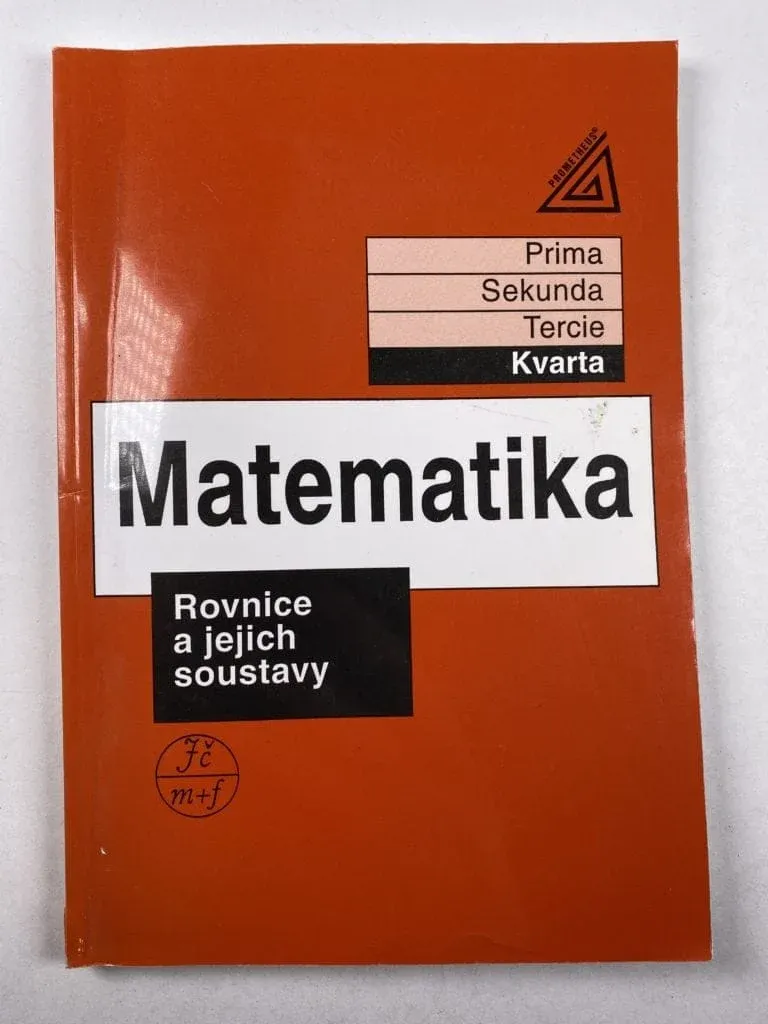 PROMETHEUS®
Prima
Sekunda
Tercie
Kvarta
Matematika
Rovnice
a jejich
soustavy
Jč
m+f